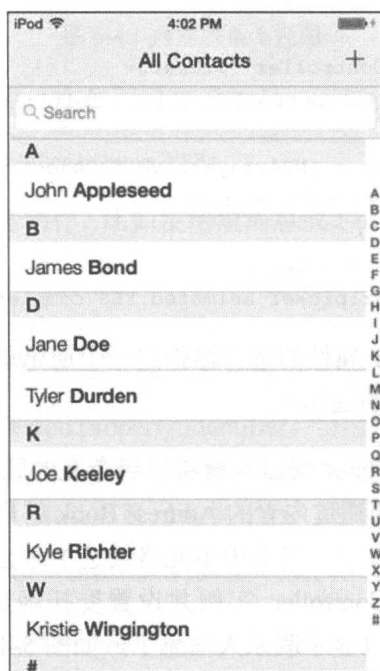 iPod 4:02 PM
All Contacts +
Search
A
John Appleseed
B
James Bond
D
Jane Doe
Tyler Durden
K
Joe Keeley
R
Kyle Richter
W
Kristie Wingington
#
A
B
C
D
E
F
G
H
I
J
K
L
M
N
O
P
Q
R
S
T
U
V
W
X
Y
Z
#